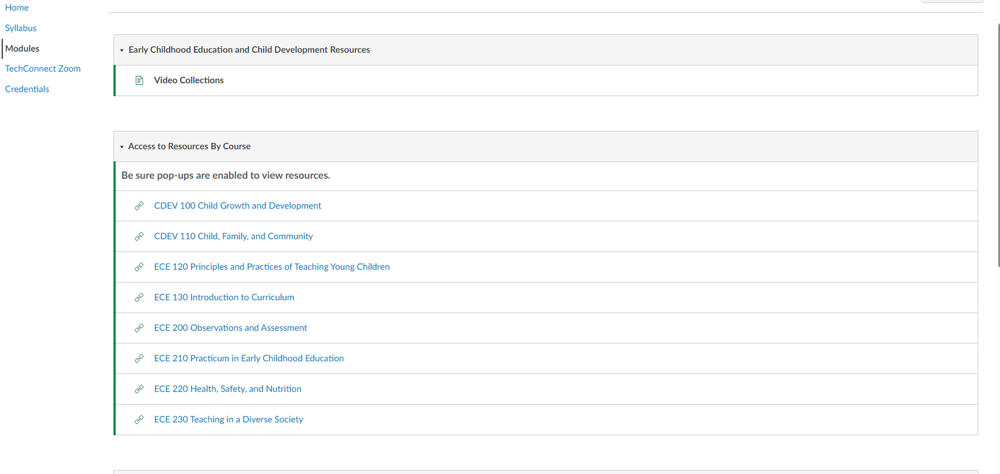 Home
Syllabus
Modules
TechConnect Zoom
Credentials
Early Childhood Education and Child Development Resources
Video Collections
Access to Resources By Course
Be sure pop-ups are enabled to view resources.
CDEV 100 Child Growth and Development
CDEV 110 Child, Family, and Community
ECE 120 Principles and Practices of Teaching Young Children
ECE 130 Introduction to Curriculum
ECE 200 Observations and Assessment
ECE 210 Practicum in Early Childhood Education
ECE 220 Health, Safety, and Nutrition
ECE 230 Teaching in a Diverse Society